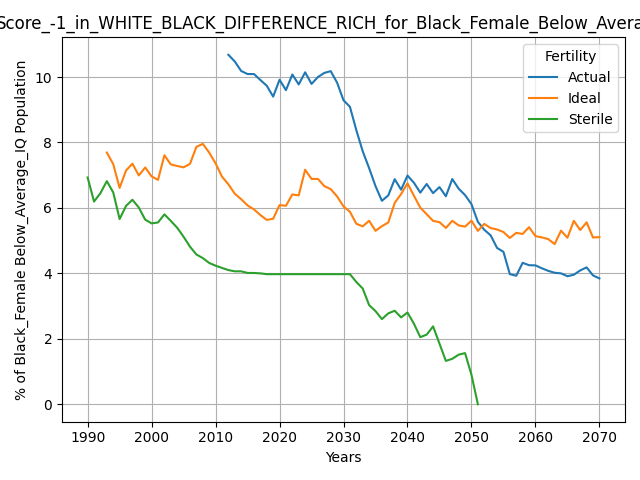 Score_-1_in_WHITE_BLACK_DIFFERENCE_RICH_for_Black_Female_Below_Avera
% of Black_Female Below_Average_IQ Population
10
8
6
4
2
0
Fertility
Actual
Ideal
Sterile
1990 2000 2010 2020 2030 2040 2050 2060 2070
Years